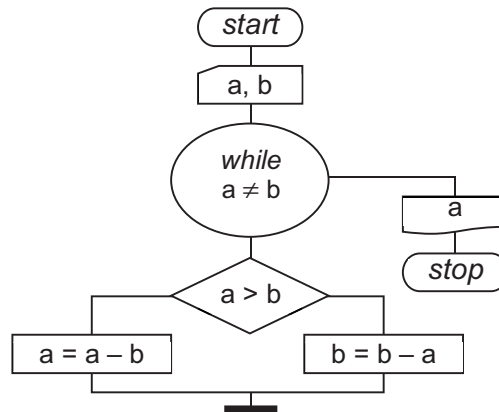 start
a, b
while
a ≠ b
a
stop
a > b
a = a – b
b = b – a